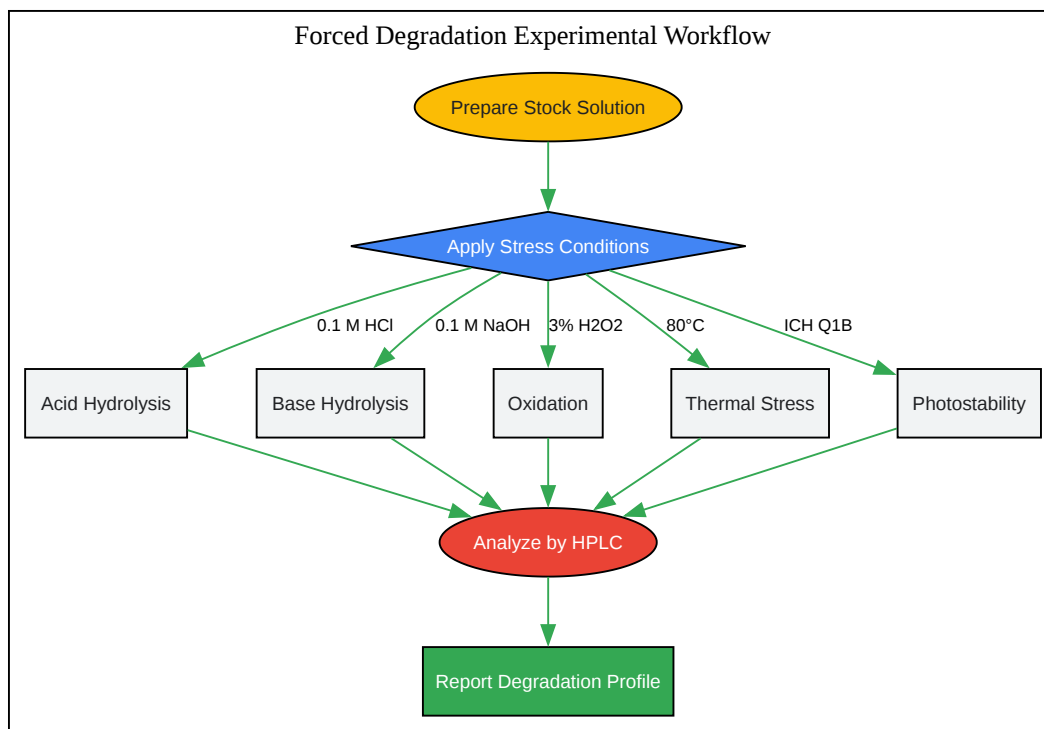 Forced Degradation Experimental Workflow
Prepare Stock Solution
Apply Stress Conditions
0.1 M HCl
0.1 M NaOH
3% H2O2
80°C
ICH Q1B
Acid Hydrolysis
Base Hydrolysis
Oxidation
Thermal Stress
Photostability
Analyze by HPLC
Report Degradation Profile